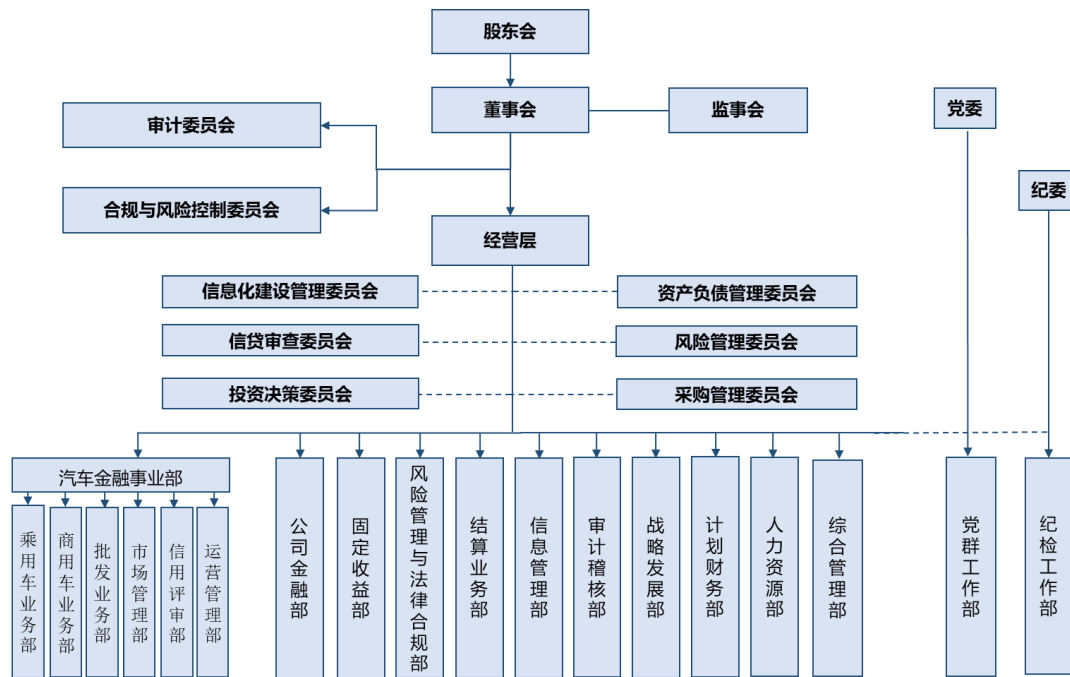 股东会
董事会
监事会
党委
审计委员会
纪委
合规与风险控制委员会
经营层
信息化建设管理委员会
资产负债管理委员会
信贷审查委员会
风险管理委员会
投资决策委员会
采购管理委员会
汽车金融事业部
乘用车业务部
商用车业务部
批发业务部
市场管理部
信用评审部
运营管理部
公司金融部
固定收益部
风险管理与法律合规部
结算业务部
信息管理部
审计稽核部
战略发展部
计划财务部
人力资源部
综合管理部
党群工作部
纪检工作部